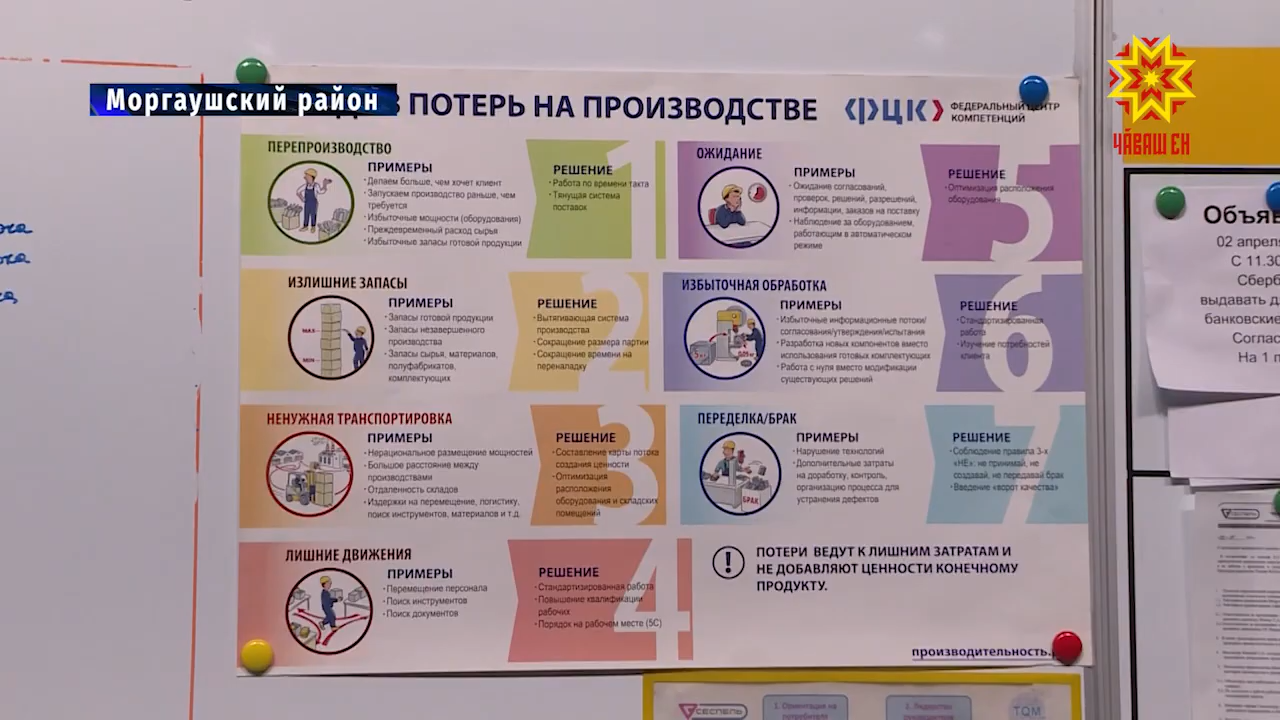 Моргаушский район
ПОТЕРЬ НА ПРОИЗВОДСТВЕ
ФЦК
ФЕДЕРАЛЬНЫЙ ЦЕНТР
КОМПЕТЕНЦИЙ
ЧӐВАШ ЕН
ПЕРЕПРОИЗВОДСТВО
ПРИМЕРЫ
· Делаем больше, чем хочет клиент
· Запускаем производство раньше, чем
требуется
· Избыточные мощности (оборудования)
· Преждевременный расход сырья
· Избыточные запасы готовой продукции
РЕШЕНИЕ
· Работа по времени такта
· Тянущая система
поставок
1
ОЖИДАНИЕ
ПРИМЕРЫ
· Ожидание согласований,
проверок, решений, разрешений,
информации, заказов на поставку
· Наблюдение за оборудованием,
работающим в автоматическом
режиме
РЕШЕНИЕ
· Оптимизация расположения
оборудования
5
ИЗЛИШНИЕ ЗАПАСЫ
MAX
MIN
ПРИМЕРЫ
· Запасы готовой продукции
· Запасы незавершенного
производства
· Запасы сырья, материалов,
полуфабрикатов,
комплектующих
РЕШЕНИЕ
· Вытягивающая система
производства
· Сокращение размера партии
· Сокращение времени на
переналадку
2
ИЗБЫТОЧНАЯ ОБРАБОТКА
ПРИМЕРЫ
· Избыточные информационные потоки/
согласования/утверждения/испытания
· Разработка новых компонентов вместо
использования готовых комплектующих
· Работа с нуля вместо модификации
существующих решений
РЕШЕНИЕ
· Стандартизированная
работа
· Изучение потребностей
клиента
6
НЕНУЖНАЯ ТРАНСПОРТИРОВКА
ПРИМЕРЫ
· Нерациональное размещение мощностей
· Большое расстояние между
производствами
· Отдаленность складов
· Издержки на перемещение, логистику,
поиск инструментов, материалов и т.д.
РЕШЕНИЕ
· Составление карты потока
создания ценности
· Оптимизация
расположения
оборудования и складских
помещений
3
ПЕРЕДЕЛКА/БРАК
БРАК
ПРИМЕРЫ
· Нарушение технологий
· Дополнительные затраты
на доработку, контроль,
организацию процесса для
устранения дефектов
РЕШЕНИЕ
· Соблюдение правила 3-х
«НЕ»: не принимай, не
создавай, не передавай брак
· Введение «ворот качества»
7
ЛИШНИЕ ДВИЖЕНИЯ
ПРИМЕРЫ
· Перемещение персонала
· Поиск инструментов
· Поиск документов
РЕШЕНИЕ
· Стандартизированная работа
· Повышение квалификации
рабочих
· Порядок на рабочем месте (5С)
4
ПОТЕРИ ВЕДУТ К ЛИШНИМ ЗАТРАТАМ И
НЕ ДОБАВЛЯЮТ ЦЕННОСТИ КОНЕЧНОМУ
ПРОДУКТУ.
производительность.
02 апреля
С 11.30
выдавать
банковские
На 1
СЕСПЕЛЬ
СЕСПЕЛЬ
1. Ориентация на
потребителя
2. Лидерство
руководителя
TQM